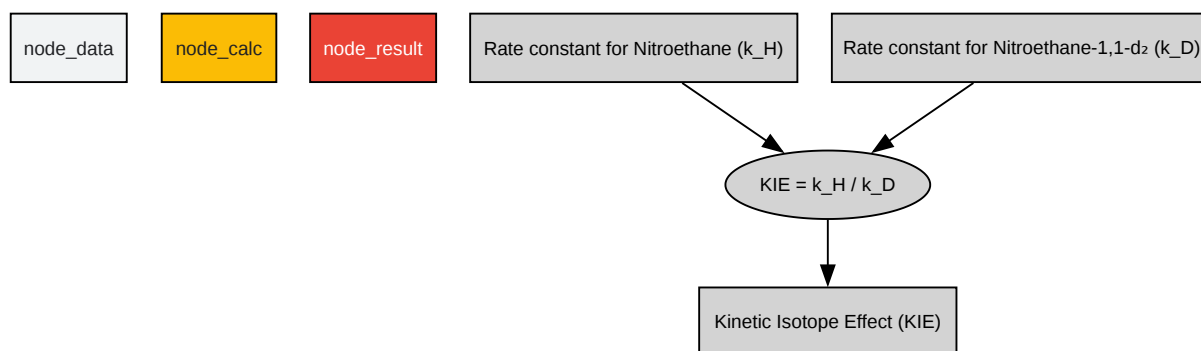 node_data
node_calc
node_result
Rate constant for Nitroethane (k_H)
Rate constant for Nitroethane-1,1-d₂ (k_D)
KIE = k_H / k_D
Kinetic Isotope Effect (KIE)